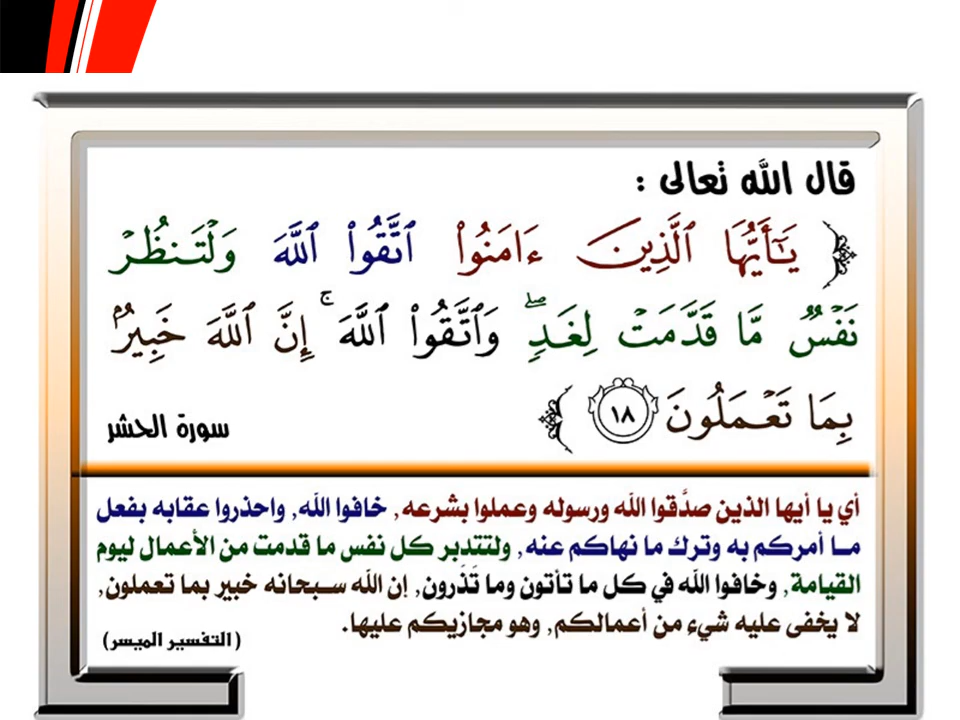 قال الله تعالى :
﴿ يَـٰٓأَيُّهَا ٱلَّذِينَ ءَامَنُوا۟ ٱتَّقُوا۟ ٱللَّهَ وَلْتَنظُرْ
نَفْسٌ مَّا قَدَّمَتْ لِغَدٍ ۖ وَٱتَّقُوا۟ ٱللَّهَ ۚ إِنَّ ٱللَّهَ خَبِيرٌۢ
بِمَا تَعْمَلُونَ ١٨ ﴾
سورة الحشر
أي يا أيها الذين صدَّقوا الله ورسوله وعملوا بشرعه, خافوا الله, واحذروا عقابه بفعل
مـا أمركم به وترك ما نهاكم عنه, ولتتدبر كل نفس ما قدمت من الأعمال ليوم
القيامة, وخافوا الله في كل ما تأتون وما تَذَرون, إن الله سـبحانه خبير بما تعملون,
لا يخفى عليه شيء من أعمالكم, وهو مجازيكم عليها.
(التفسير الميسر)